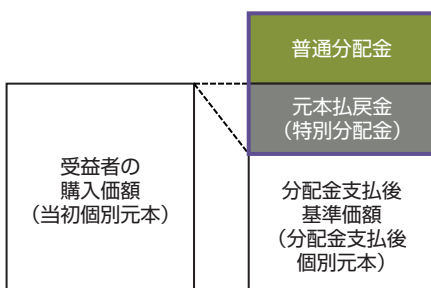 普通分配金
元本払戻金
（特別分配金）
受益者の
購入価額
（当初個別元本）
分配金支払後
基準価額
（分配金支払後
個別元本）